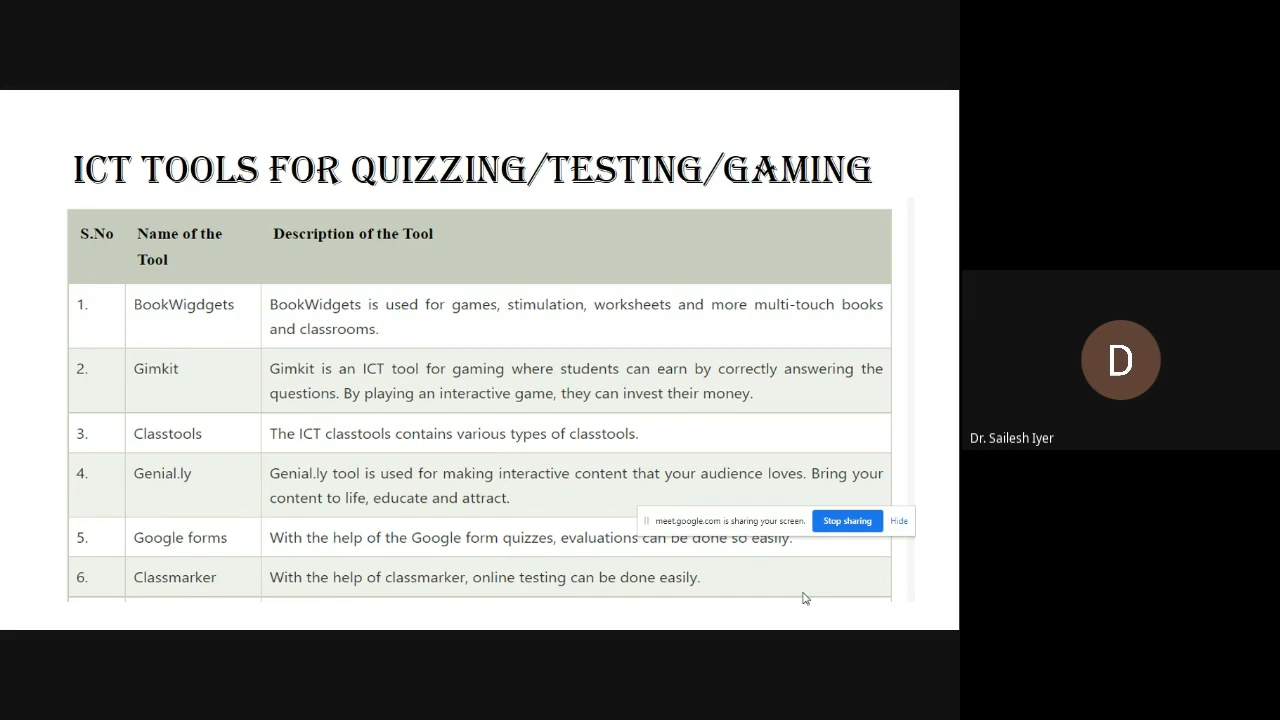 ICT TOOLS FOR QUIZZING/TESTING/GAMING
S.No
Name of the Tool
Description of the Tool
1.
BookWigdgets
BookWidgets is used for games, stimulation, worksheets and more multi-touch books
and classrooms.
2.
Gimkit
Gimkit is an ICT tool for gaming where students can earn by correctly answering the
questions. By playing an interactive game, they can invest their money.
3.
Classtools
The ICT classtools contains various types of classtools.
4.
Genial.ly
Genial.ly tool is used for making interactive content that your audience loves. Bring your
content to life, educate and attract.
meet.google.com is sharing your screen.
Stop sharing
Hide
5.
Google forms
With the help of the Google form quizzes, evaluations can be done so easily.
6.
Classmarker
With the help of classmarker, online testing can be done easily.
D
Dr. Sailesh Iyer